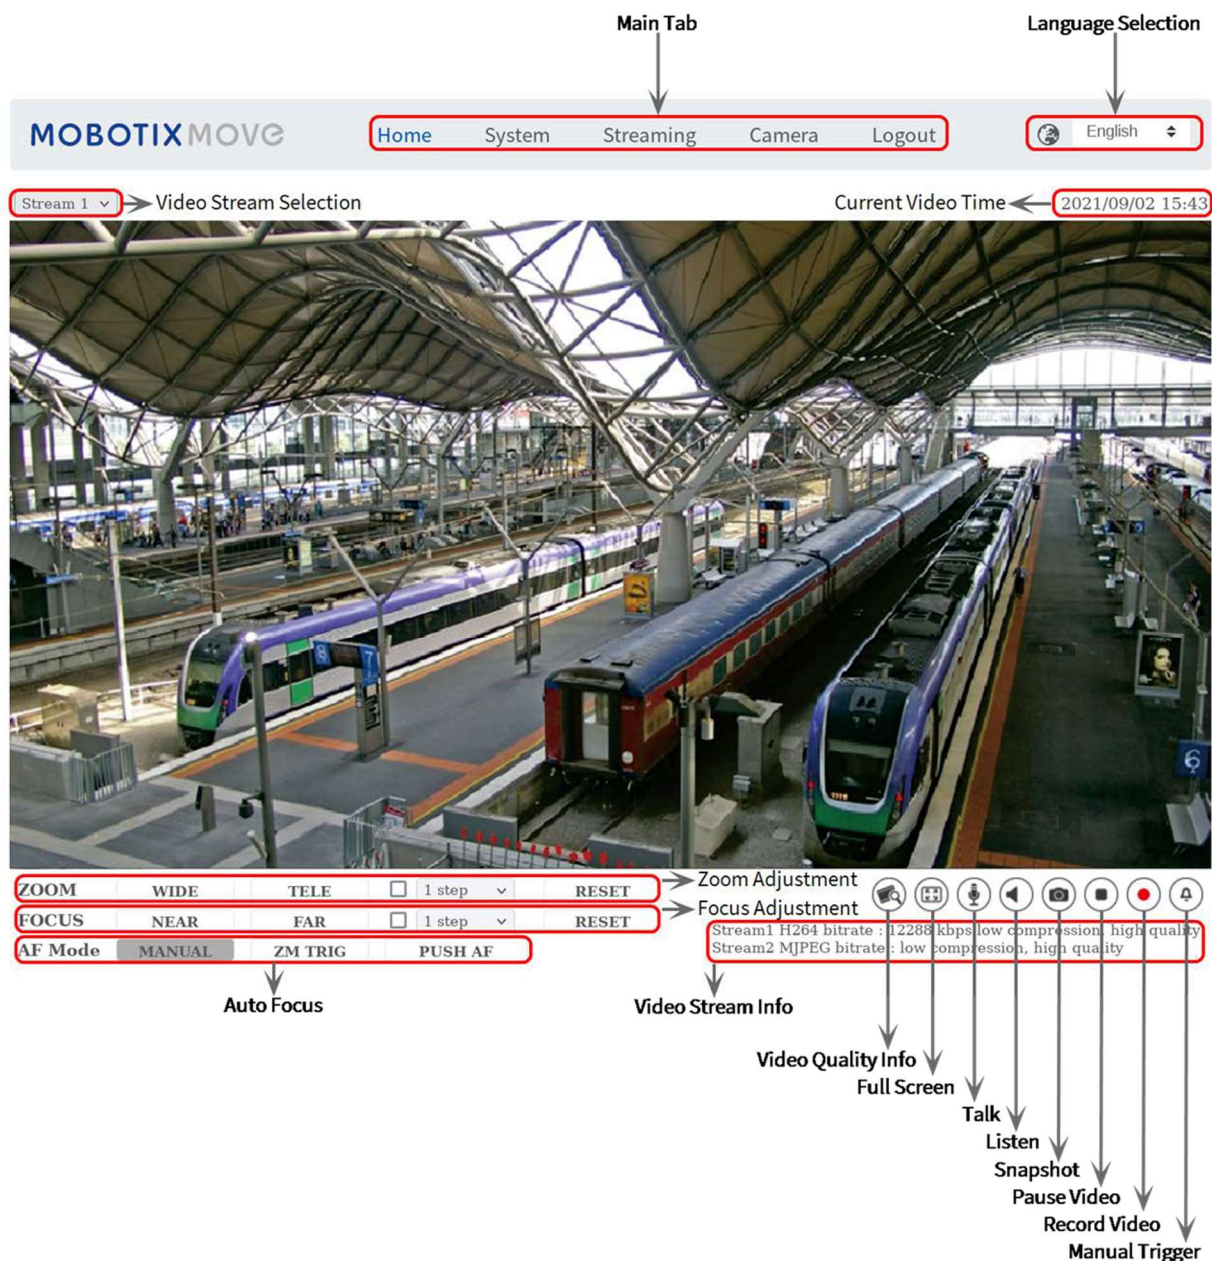 Main Tab
Language Selection
MOBOTIX MOVE
Home System Streaming Camera Logout
English
Stream 1
Video Stream Selection
Current Video Time
2021/09/02 15:43
8 7
6
ZOOM WIDE TELE 1 step RESET
Zoom Adjustment
FOCUS NEAR FAR 1 step RESET
Focus Adjustment
AF Mode MANUAL ZM TRIG PUSH AF
Stream1 H264 bitrate : 12288 kbps low compression, high quality
Stream2 MJPEG bitrate : low compression, high quality
Auto Focus
Video Stream Info
Video Quality Info
Full Screen
Talk
Listen
Snapshot
Pause Video
Record Video
Manual Trigger